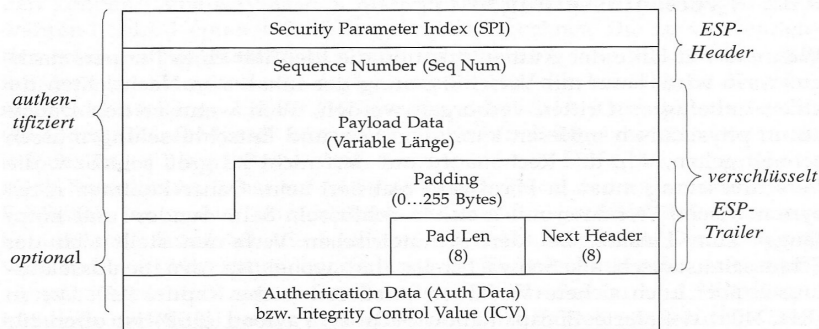 Security Parameter Index (SPI)
ESP-
Header
Sequence Number (Seq Num)
authen-
tifiziert
Payload Data
(Variable Länge)
Padding
(0...255 Bytes)
verschlüsselt
Pad Len
(8)
Next Header
(8)
ESP-
Trailer
optional
Authentication Data (Auth Data)
bzw. Integrity Control Value (ICV)